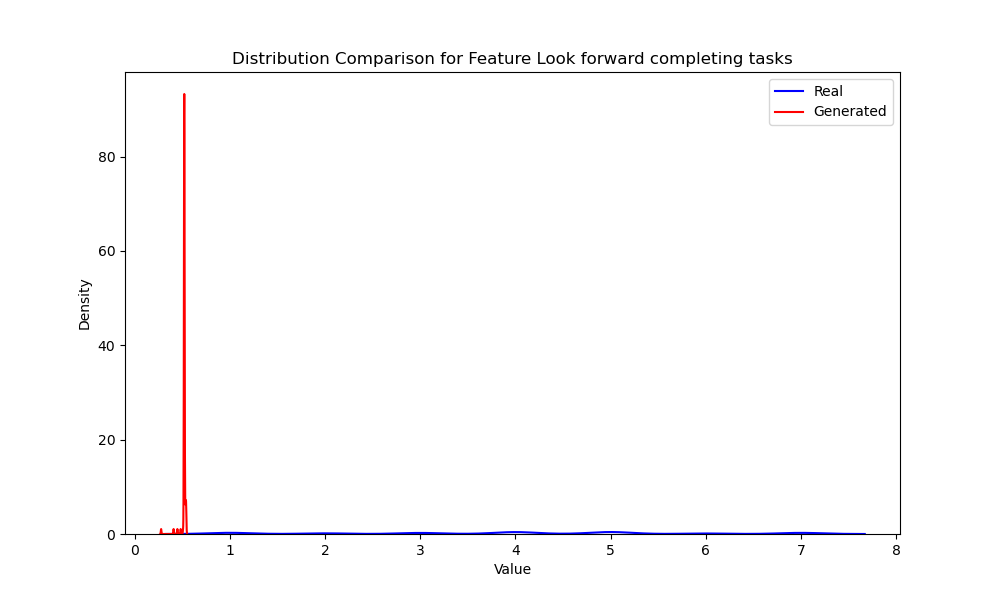 Distribution Comparison for Feature Look forward completing tasks
Real
Generated
Density
80
60
40
20
0
0 1 2 3 4 5 6 7 8
Value